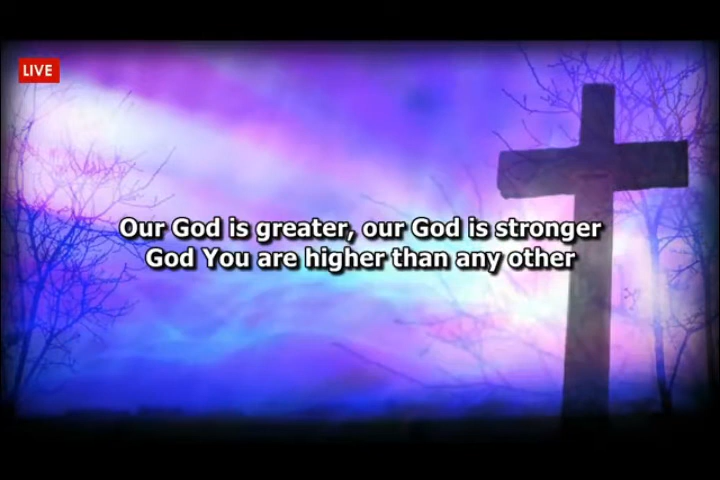 LIVE
Our God is greater, our God is stronger
God You are higher than any other